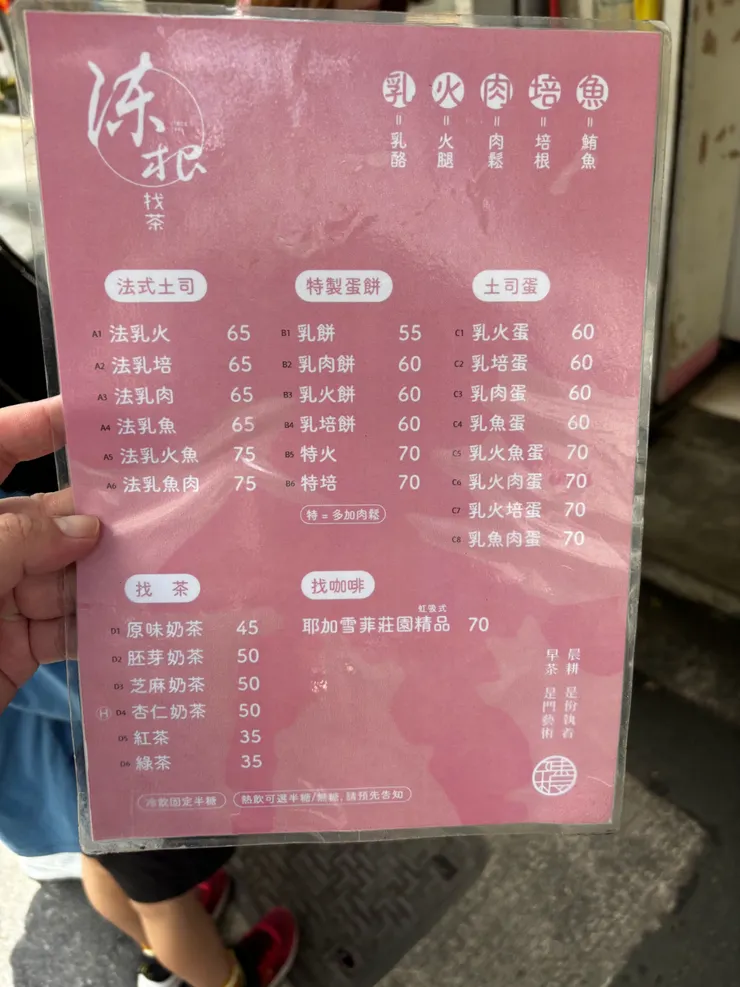 涷根
找茶
乳=乳酪
火=火腿
肉=肉鬆
培=培根
魚=鮪魚
法式土司
A1 法乳火 65
A2 法乳培 65
A3 法乳肉 65
A4 法乳魚 65
A5 法乳火魚 75
A6 法乳魚肉 75
特製蛋餅
B1 乳餅 55
B2 乳肉餅 60
B3 乳火餅 60
B4 乳培餅 60
B5 特火 70
B6 特培 70
特=多加肉鬆
土司蛋
C1 乳火蛋 60
C2 乳培蛋 60
C3 乳肉蛋 60
C4 乳魚蛋 60
C5 乳火魚蛋 70
C6 乳火肉蛋 70
C7 乳火培蛋 70
C8 乳魚肉蛋 70
找 茶
D1 原味奶茶 45
D2 胚芽奶茶 50
D3 芝麻奶茶 50
H D4 杏仁奶茶 50
D5 紅茶 35
D6 綠茶 35
冷飲固定半糖
熱飲可選半糖/無糖,請預先告知
找咖啡
虹吸式
耶加雪菲莊園精品 70
晨耕 是份執著
早茶 是門藝術